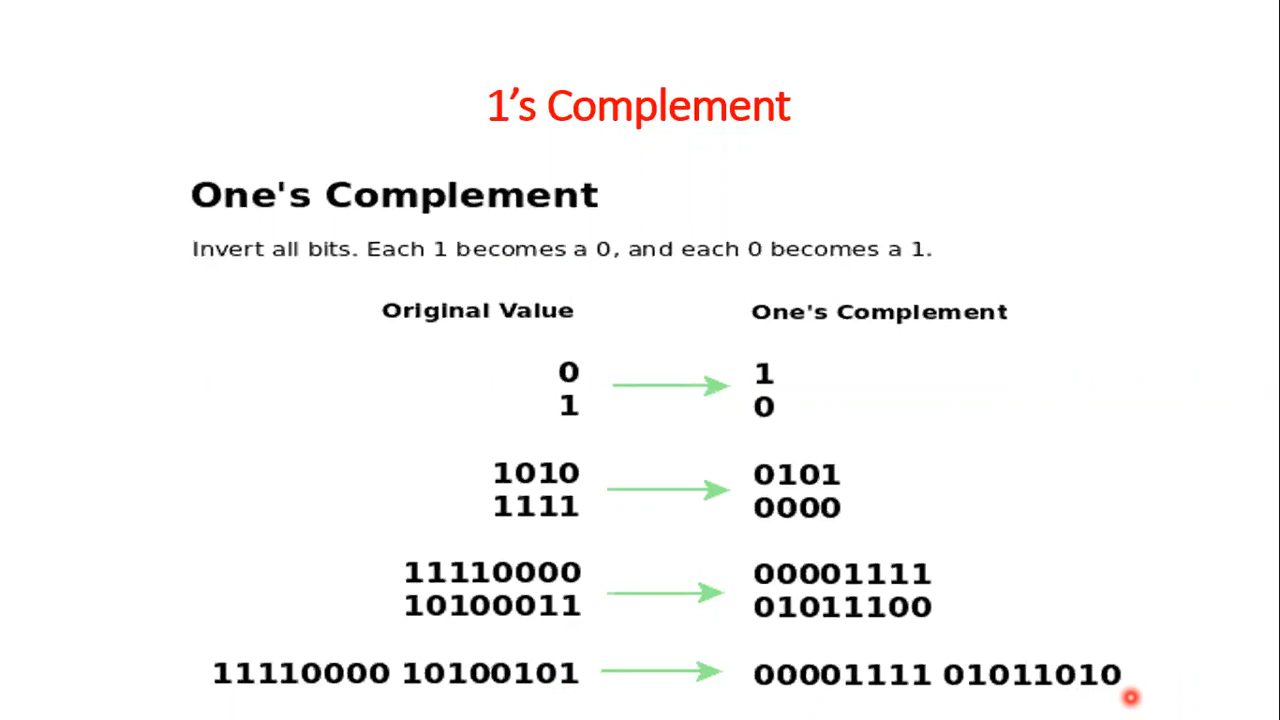 1’s Complement
One's Complement
Invert all bits. Each 1 becomes a 0, and each 0 becomes a 1.
Original Value One's Complement
0 1
1 0
1010 0101
1111 0000
11110000 00001111
10100011 01011100
11110000 10100101 00001111 01011010